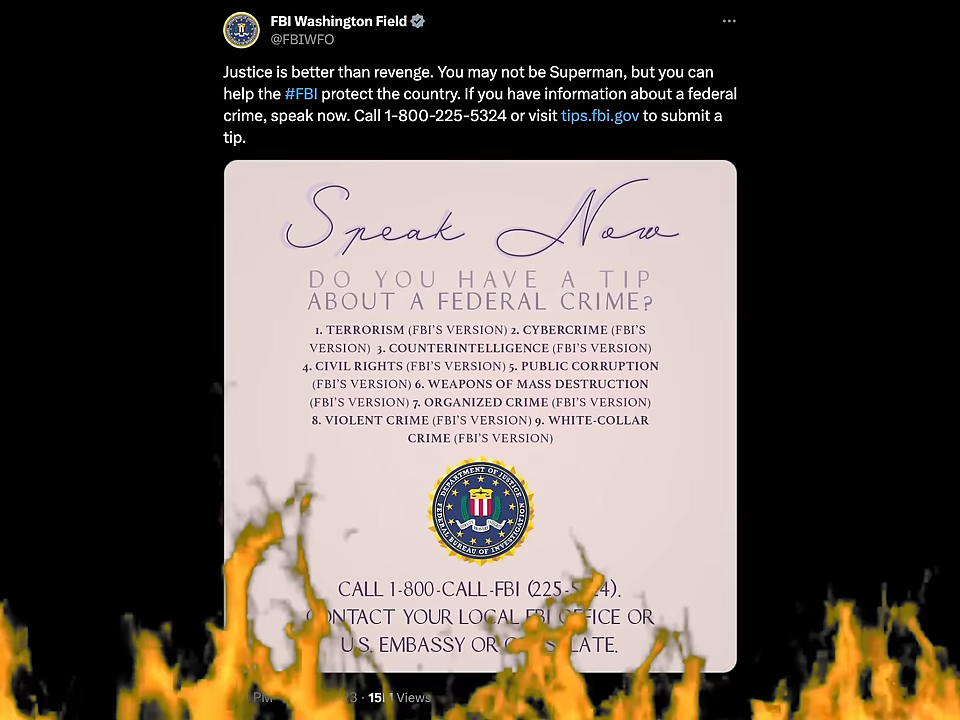 FBI Washington Field
@FBIWFO
Justice is better than revenge. You may not be Superman, but you can
help the #FBI protect the country. If you have information about a federal
crime, speak now. Call 1-800-225-5324 or visit tips.fbi.gov to submit a
tip.
Speak Now
DO YOU HAVE A TIP
ABOUT A FEDERAL CRIME?
1. TERRORISM (FBI'S VERSION) 2. CYBERCRIME (FBI'S
VERSION) 3. COUNTERINTELLIGENCE (FBI'S VERSION)
4. CIVIL RIGHTS (FBI'S VERSION) 5. PUBLIC CORRUPTION
(FBI'S VERSION) 6. WEAPONS OF MASS DESTRUCTION
(FBI'S VERSION) 7. ORGANIZED CRIME (FBI'S VERSION)
8. VIOLENT CRIME (FBI'S VERSION) 9. WHITE-COLLAR
CRIME (FBI'S VERSION)
DEPARTMENT OF JUSTICE
FEDERAL BUREAU OF INVESTIGATION
CALL 1-800-CALL-FBI
CONTACT YOUR LOCAL FBI OFFICE OR
U.S. EMBASSY OR
PM
Views